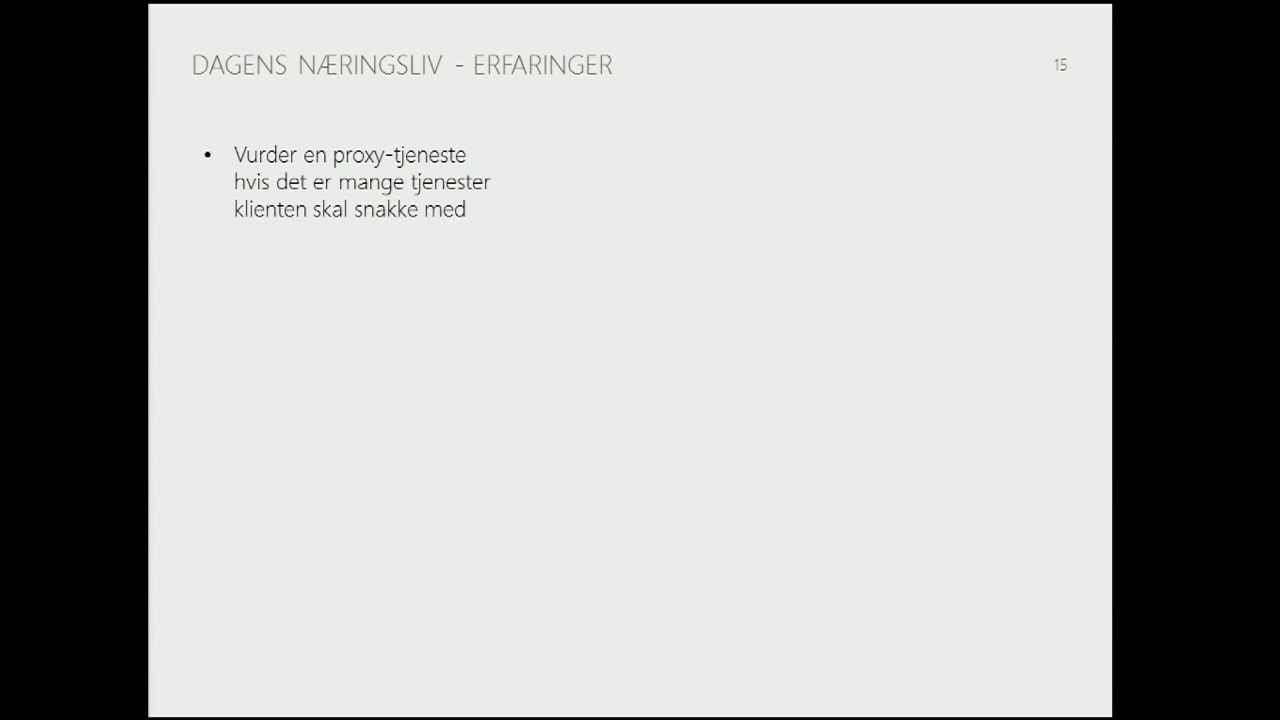 DAGENS NÆRINGSLIV - ERFARINGER
15
• Vurder en proxy-tjeneste
hvis det er mange tjenester
klienten skal snakke med